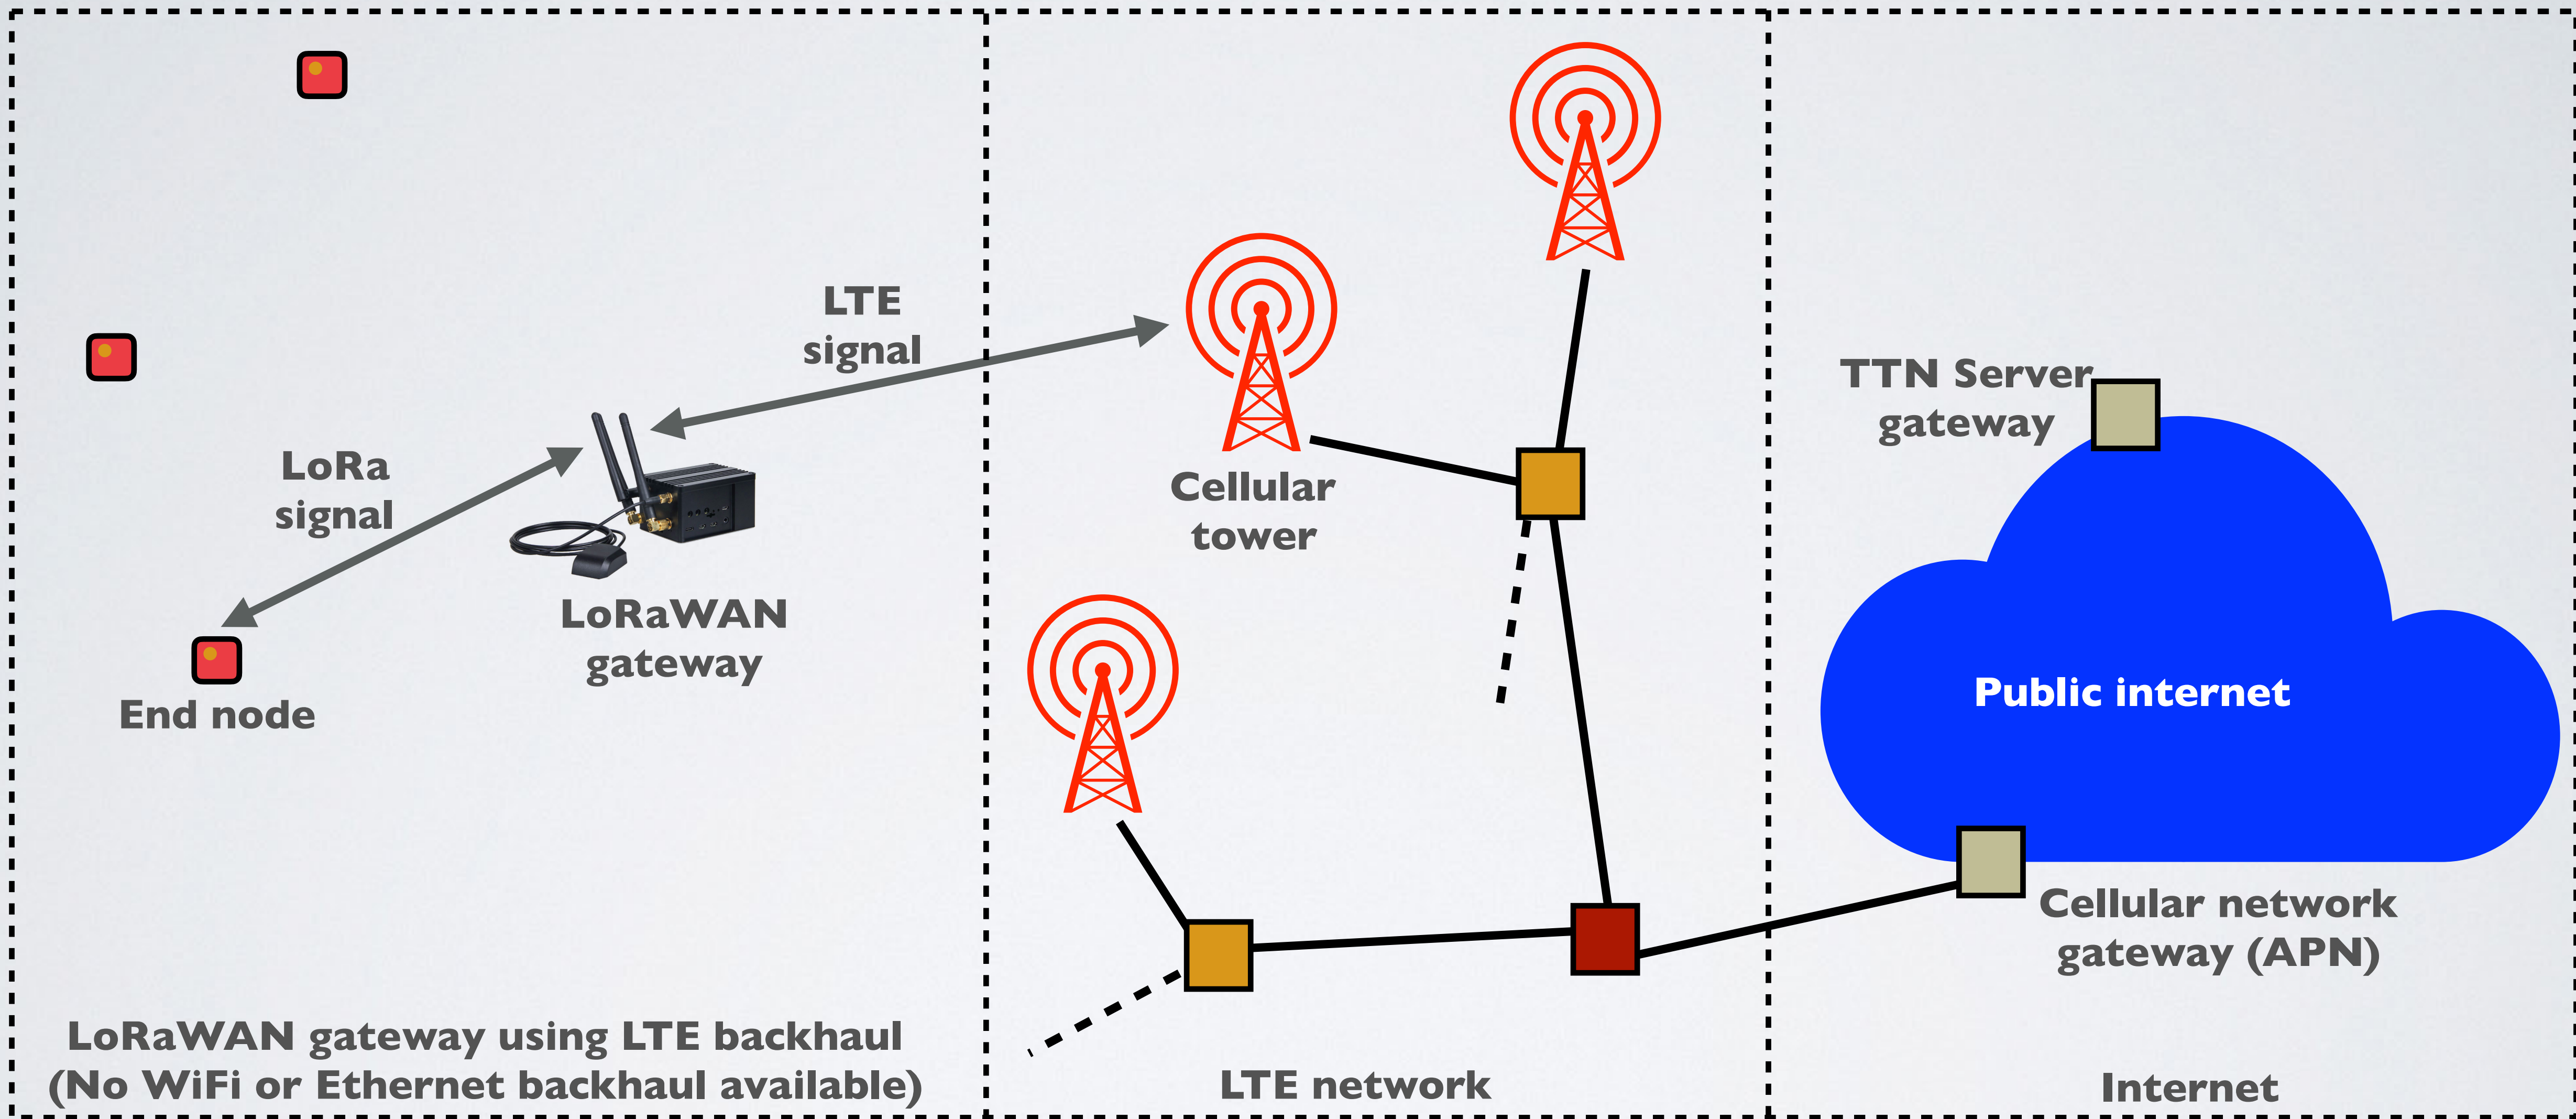 LTE
signal
LoRa
signal
LoRaWAN
gateway
End node
LoRaWAN gateway using LTE backhaul
(No WiFi or Ethernet backhaul available)
Cellular
tower
LTE network
TTN Server
gateway
Public internet
Cellular network
gateway (APN)
Internet